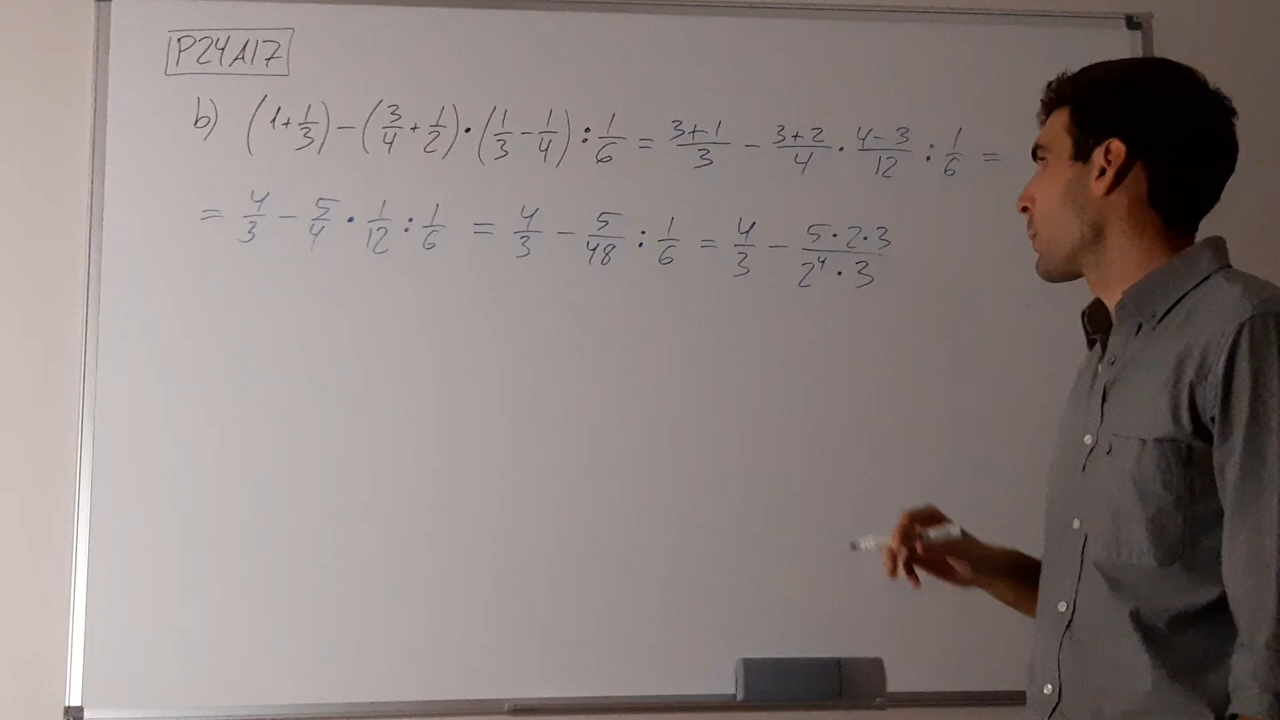 P24A17
b) (1+1/3)-(3/4+1/2)·(1/3-1/4):1/6=(3+1)/3-(3+2)/4·(4-3)/12:1/6=
=4/3-5/4·1/12:1/6=4/3-5/48:1/6=4/3-(5·2·3)/(2⁴·3)